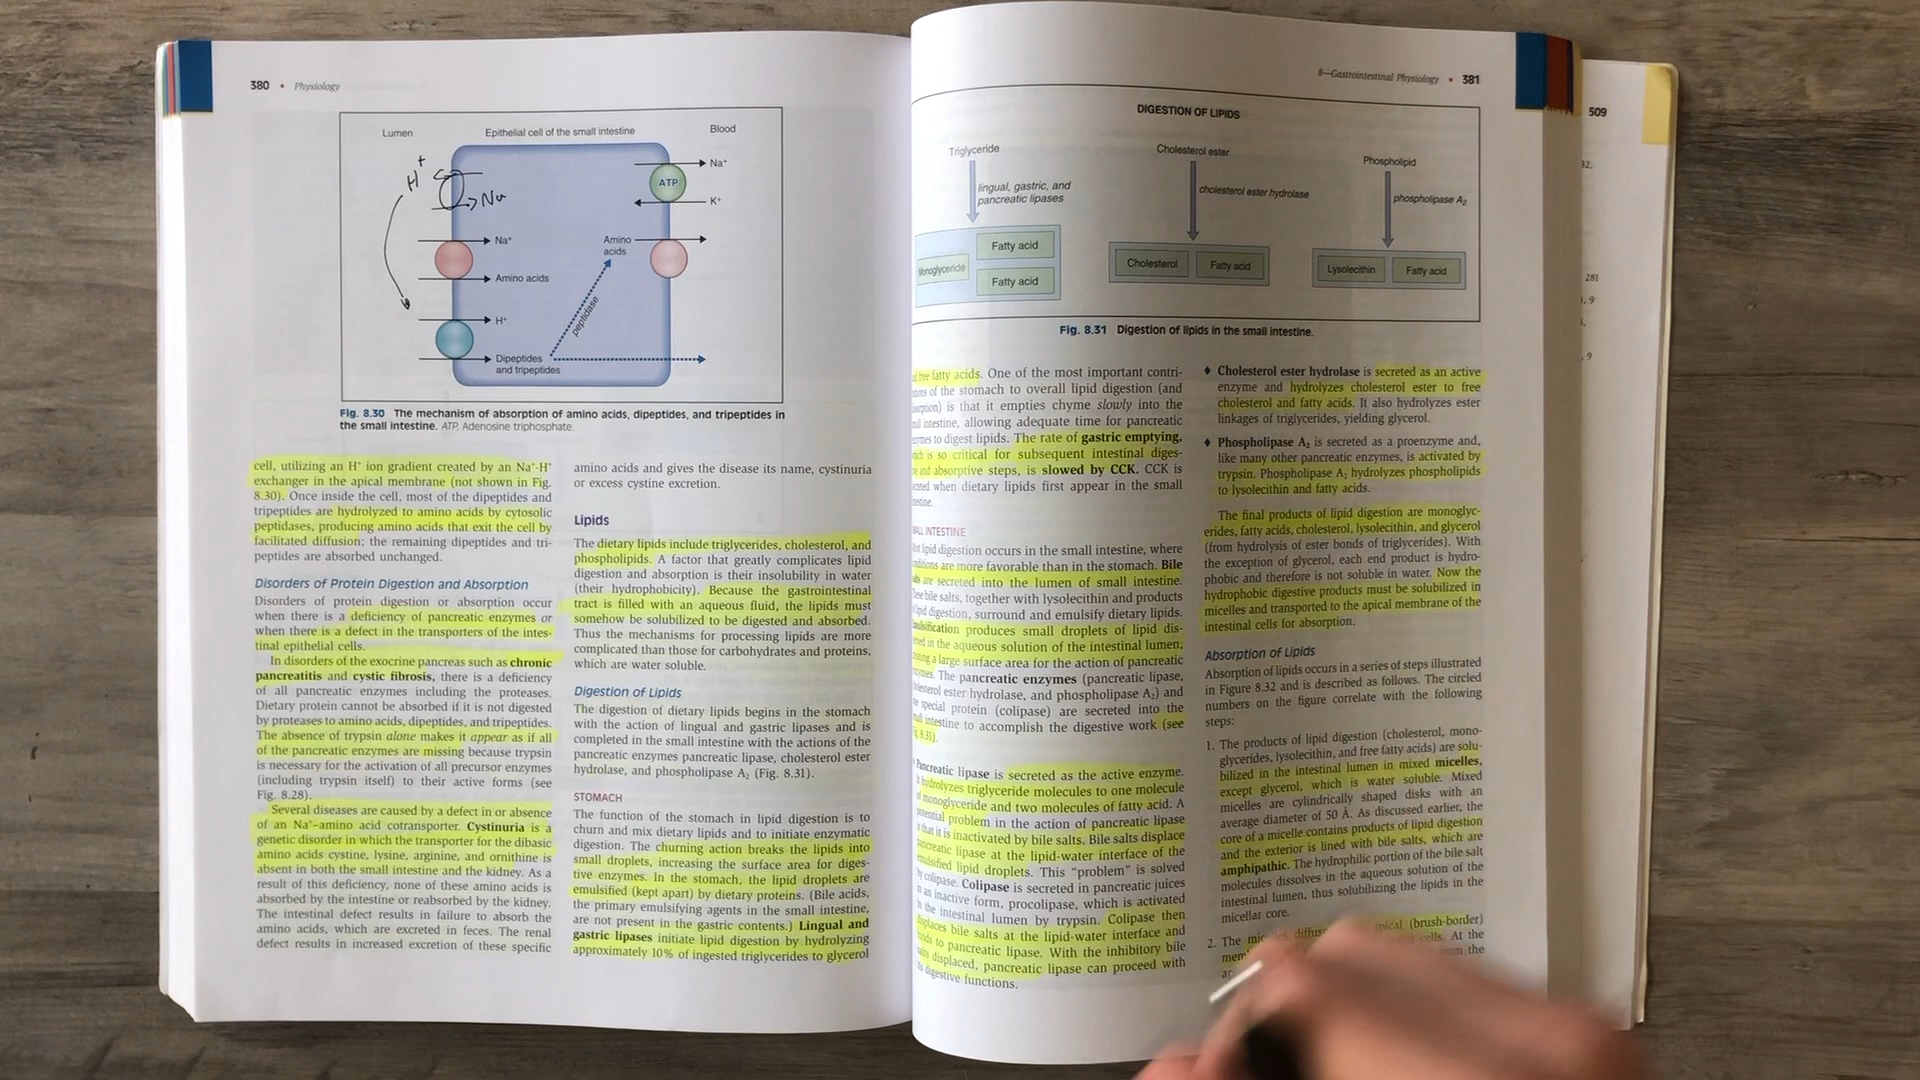 380 • Physiology
Lumen
Epithelial cell of the small intestine
Blood
H+
Na
Na+
ATP
K+
Na+
Amino acids
Amino
acids
peptidase
H+
Dipeptides
and tripeptides
Fig. 8.30 The mechanism of absorption of amino acids, dipeptides, and tripeptides in
the small intestine. ATP, Adenosine triphosphate.
cell, utilizing an H+ ion gradient created by an Na+-H+
exchanger in the apical membrane (not shown in Fig.
8.30). Once inside the cell, most of the dipeptides and
tripeptides are hydrolyzed to amino acids by cytosolic
peptidases, producing amino acids that exit the cell by
facilitated diffusion; the remaining dipeptides and tri-
peptides are absorbed unchanged.
Disorders of Protein Digestion and Absorption
Disorders of protein digestion or absorption occur
when there is a deficiency of pancreatic enzymes or
when there is a defect in the transporters of the intes-
tinal epithelial cells.
In disorders of the exocrine pancreas such as chronic
pancreatitis and cystic fibrosis, there is a deficiency
of all pancreatic enzymes including the proteases.
Dietary protein cannot be absorbed if it is not digested
by proteases to amino acids, dipeptides, and tripeptides.
The absence of trypsin alone makes it appear as if all
of the pancreatic enzymes are missing because trypsin
is necessary for the activation of all precursor enzymes
(including trypsin itself) to their active forms (see
Fig. 8.28).
Several diseases are caused by a defect in or absence
of an Na+–amino acid cotransporter. Cystinuria is a
genetic disorder in which the transporter for the dibasic
amino acids cystine, lysine, arginine, and ornithine is
absent in both the small intestine and the kidney. As a
result of this deficiency, none of these amino acids is
absorbed by the intestine or reabsorbed by the kidney.
The intestinal defect results in failure to absorb the
amino acids, which are excreted in feces. The renal
defect results in increased excretion of these specific
amino acids and gives the disease its name, cystinuria
or excess cystine excretion.
Lipids
The dietary lipids include triglycerides, cholesterol, and
phospholipids. A factor that greatly complicates lipid
digestion and absorption is their insolubility in water
(their hydrophobicity). Because the gastrointestinal
tract is filled with an aqueous fluid, the lipids must
somehow be solubilized to be digested and absorbed.
Thus the mechanisms for processing lipids are more
complicated than those for carbohydrates and proteins,
which are water soluble.
Digestion of Lipids
The digestion of dietary lipids begins in the stomach
with the action of lingual and gastric lipases and is
completed in the small intestine with the actions of the
pancreatic enzymes pancreatic lipase, cholesterol ester
hydrolase, and phospholipase A2 (Fig. 8.31).
STOMACH
The function of the stomach in lipid digestion is to
churn and mix dietary lipids and to initiate enzymatic
digestion. The churning action breaks the lipids into
small droplets, increasing the surface area for diges-
tive enzymes. In the stomach, the lipid droplets are
emulsified (kept apart) by dietary proteins. (Bile acids,
the primary emulsifying agents in the small intestine,
are not present in the gastric contents.) Lingual and
gastric lipases initiate lipid digestion by hydrolyzing
approximately 10% of ingested triglycerides to glycerol
8—Gastrointestinal Physiology • 381
DIGESTION OF LIPIDS
Triglyceride
Cholesterol ester
Phospholipid
lingual, gastric, and
pancreatic lipases
cholesterol ester hydrolase
phospholipase A2
Monoglyceride
Fatty acid
Fatty acid
Cholesterol
Fatty acid
Lysolecithin
Fatty acid
Fig. 8.31 Digestion of lipids in the small intestine.
free fatty acids. One of the most important contri-
of the stomach to overall lipid digestion (and
is that it empties chyme slowly into the
intestine, allowing adequate time for pancreatic
to digest lipids. The rate of gastric emptying,
is so critical for subsequent intestinal diges-
and absorptive steps, is slowed by CCK. CCK is
when dietary lipids first appear in the small
INTESTINE
lipid digestion occurs in the small intestine, where
are more favorable than in the stomach. Bile
are secreted into the lumen of small intestine.
These bile salts, together with lysolecithin and products
lipid digestion, surround and emulsify dietary lipids.
produces small droplets of lipid dis-
in the aqueous solution of the intestinal lumen,
a large surface area for the action of pancreatic
The pancreatic enzymes (pancreatic lipase,
ester hydrolase, and phospholipase A2) and
special protein (colipase) are secreted into the
intestine to accomplish the digestive work (see
8.31).
Pancreatic lipase is secreted as the active enzyme.
hydrolyzes triglyceride molecules to one molecule
monoglyceride and two molecules of fatty acid. A
potential problem in the action of pancreatic lipase
is that it is inactivated by bile salts. Bile salts displace
pancreatic lipase at the lipid-water interface of the
emulsified lipid droplets. This “problem” is solved
by colipase. Colipase is secreted in pancreatic juices
in an inactive form, procolipase, which is activated
in the intestinal lumen by trypsin. Colipase then
displaces bile salts at the lipid-water interface and
to pancreatic lipase. With the inhibitory bile
displaced, pancreatic lipase can proceed with
digestive functions.
♦ Cholesterol ester hydrolase is secreted as an active
enzyme and hydrolyzes cholesterol ester to free
cholesterol and fatty acids. It also hydrolyzes ester
linkages of triglycerides, yielding glycerol.
♦ Phospholipase A2 is secreted as a proenzyme and,
like many other pancreatic enzymes, is activated by
trypsin. Phospholipase A2 hydrolyzes phospholipids
to lysolecithin and fatty acids.
The final products of lipid digestion are monoglyc-
erides, fatty acids, cholesterol, lysolecithin, and glycerol
(from hydrolysis of ester bonds of triglycerides). With
the exception of glycerol, each end product is hydro-
phobic and therefore is not soluble in water. Now the
hydrophobic digestive products must be solubilized in
micelles and transported to the apical membrane of the
intestinal cells for absorption.
Absorption of Lipids
Absorption of lipids occurs in a series of steps illustrated
in Figure 8.32 and is described as follows. The circled
numbers on the figure correlate with the following
steps:
1. The products of lipid digestion (cholesterol, mono-
glycerides, lysolecithin, and free fatty acids) are solu-
bilized in the intestinal lumen in mixed micelles,
except glycerol, which is water soluble. Mixed
micelles are cylindrically shaped disks with an
average diameter of 50 Å. As discussed earlier, the
core of a micelle contains products of lipid digestion
and the exterior is lined with bile salts, which are
amphipathic. The hydrophilic portion of the bile salt
molecules dissolves in the aqueous solution of the
intestinal lumen, thus solubilizing the lipids in the
micellar core.
2. The (brush-border)
cells. At the
the
509
32,
281
, 9
, 9